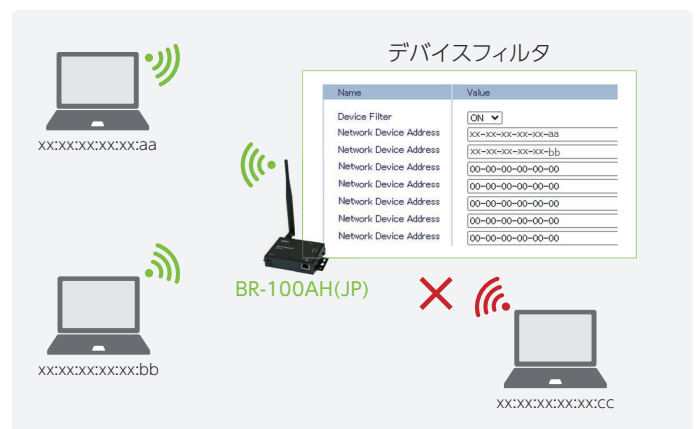 デバイスフィルタ
Name Value
Device Filter ON
Network Device Address xx-xx-xx-xx-xx-aa
Network Device Address xx-xx-xx-xx-xx-bb
Network Device Address 00-00-00-00-00-00
Network Device Address 00-00-00-00-00-00
Network Device Address 00-00-00-00-00-00
Network Device Address 00-00-00-00-00-00
Network Device Address 00-00-00-00-00-00
xx:xx:xx:xx:xx:aa
BR-100AH(JP)
xx:xx:xx:xx:xx:bb
xx:xx:xx:xx:xx:cc